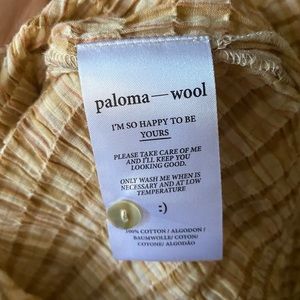 paloma—wool
I'M SO HAPPY TO BE
YOURS
PLEASE TAKE CARE OF ME
AND I'LL KEEP YOU
LOOKING GOOD.
ONLY WASH ME WHEN IS
NECESSARY AND AT LOW
TEMPERATURE
:)
100% COTTON / ALGODON /
BAUMWOLLE/ COYON/
COTONE/ ALGODÃO